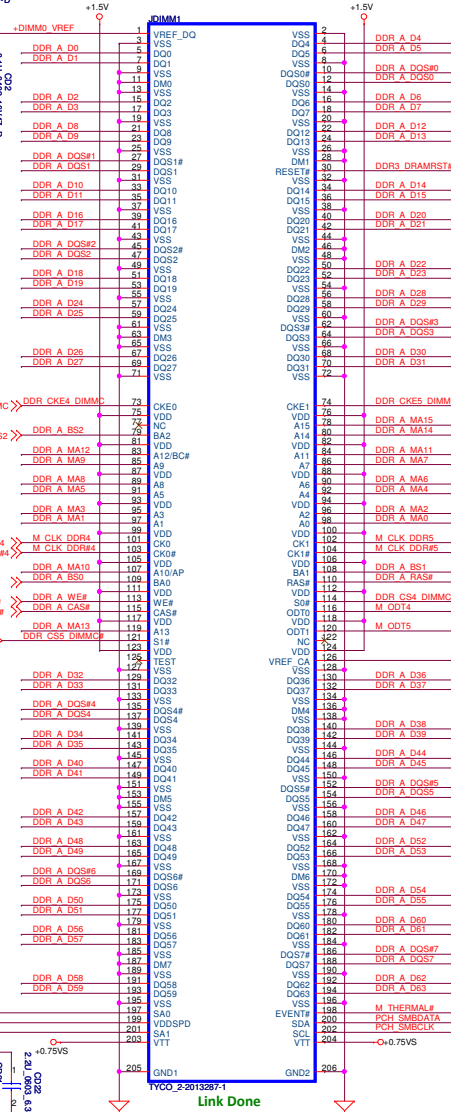 +1.5V +1.5V
JDIMM1
+DIMM0_VREF 1 VREF_DQ VSS 2
3 VSS DQ4 4 DDR_A_D4
DDR_A_D0 5 DQ0 DQ5 6 DDR_A_D5
DDR_A_D1 7 DQ1 VSS 8
9 VSS DQS0# 10 DDR_A_DQS#0
11 DM0 DQS0 12 DDR_A_DQS0
13 VSS VSS 14
DDR_A_D2 15 DQ2 DQ6 16 DDR_A_D6
DDR_A_D3 17 DQ3 DQ7 18 DDR_A_D7
19 VSS VSS 20
DDR_A_D8 21 DQ8 DQ12 22 DDR_A_D12
DDR_A_D9 23 DQ9 DQ13 24 DDR_A_D13
25 VSS VSS 26
DDR_A_DQS#1 27 DQS1# DM1 28
DDR_A_DQS1 29 DQS1 RESET# 30 DDR3_DRAMRST#
31 VSS VSS 32
DDR_A_D10 33 DQ10 DQ14 34 DDR_A_D14
DDR_A_D11 35 DQ11 DQ15 36 DDR_A_D15
37 VSS VSS 38
DDR_A_D16 39 DQ16 DQ20 40 DDR_A_D20
DDR_A_D17 41 DQ17 DQ21 42 DDR_A_D21
43 VSS VSS 44
DDR_A_DQS#2 45 DQS2# DM2 46
DDR_A_DQS2 47 DQS2 VSS 48
49 VSS DQ22 50 DDR_A_D22
DDR_A_D18 51 DQ18 DQ23 52 DDR_A_D23
DDR_A_D19 53 DQ19 VSS 54
55 VSS DQ28 56 DDR_A_D28
DDR_A_D24 57 DQ24 DQ29 58 DDR_A_D29
DDR_A_D25 59 DQ25 VSS 60
61 VSS DQS3# 62 DDR_A_DQS#3
63 DM3 DQS3 64 DDR_A_DQS3
65 VSS VSS 66
DDR_A_D26 67 DQ26 DQ30 68 DDR_A_D30
DDR_A_D27 69 DQ27 DQ31 70 DDR_A_D31
71 VSS VSS 72
DDR_CKE4_DIMMC 73 CKE0 CKE1 74 DDR_CKE5_DIMM
75 VDD VDD 76
77 NC A15 78 DDR_A_MA15
DDR_A_BS2 79 BA2 A14 80 DDR_A_MA14
81 VDD VDD 82
DDR_A_MA12 83 A12/BC# A11 84 DDR_A_MA11
DDR_A_MA9 85 A9 A7 86 DDR_A_MA7
87 VDD VDD 88
DDR_A_MA8 89 A8 A6 90 DDR_A_MA6
DDR_A_MA5 91 A5 A4 92 DDR_A_MA4
93 VDD VDD 94
DDR_A_MA3 95 A3 A2 96 DDR_A_MA2
DDR_A_MA1 97 A1 A0 98 DDR_A_MA0
99 VDD VDD 100
M_CLK_DDR4 101 CK0 CK1 102 M_CLK_DDR5
M_CLK_DDR#4 103 CK0# CK1# 104 M_CLK_DDR#5
105 VDD VDD 106
DDR_A_MA10 107 A10/AP BA1 108 DDR_A_BS1
DDR_A_BS0 109 BA0 RAS# 110 DDR_A_RAS#
111 VDD VDD 112
DDR_A_WE# 113 WE# S0# 114 DDR_CS4_DIMMC
DDR_A_CAS# 115 CAS# ODT0 116 M_ODT4
117 VDD VDD 118
DDR_A_MA13 119 A13 ODT1 120 M_ODT5
DDR_CS5_DIMMC# 121 S1# NC 122
123 VDD VDD 124
125 TEST VREF_CA 126
127 VSS VSS 128
DDR_A_D32 129 DQ32 DQ36 130 DDR_A_D36
DDR_A_D33 131 DQ33 DQ37 132 DDR_A_D37
133 VSS VSS 134
DDR_A_DQS#4 135 DQS4# DM4 136
DDR_A_DQS4 137 DQS4 VSS 138
139 VSS DQ38 140 DDR_A_D38
DDR_A_D34 141 DQ34 DQ39 142 DDR_A_D39
DDR_A_D35 143 DQ35 VSS 144
145 VSS DQ44 146 DDR_A_D44
DDR_A_D40 147 DQ40 DQ45 148 DDR_A_D45
DDR_A_D41 149 DQ41 VSS 150
151 VSS DQS5# 152 DDR_A_DQS#5
153 DM5 DQS5 154 DDR_A_DQS5
155 VSS VSS 156
DDR_A_D42 157 DQ42 DQ46 158 DDR_A_D46
DDR_A_D43 159 DQ43 DQ47 160 DDR_A_D47
161 VSS VSS 162
DDR_A_D48 163 DQ48 DQ52 164 DDR_A_D52
DDR_A_D49 165 DQ49 DQ53 166 DDR_A_D53
167 VSS VSS 168
DDR_A_DQS#6 169 DQS6# DM6 170
DDR_A_DQS6 171 DQS6 VSS 172
173 VSS DQ54 174 DDR_A_D54
DDR_A_D50 175 DQ50 DQ55 176 DDR_A_D55
DDR_A_D51 177 DQ51 VSS 178
179 VSS DQ60 180 DDR_A_D60
DDR_A_D56 181 DQ56 DQ61 182 DDR_A_D61
DDR_A_D57 183 DQ57 VSS 184
185 VSS DQS7# 186 DDR_A_DQS#7
187 DM7 DQS7 188 DDR_A_DQS7
189 VSS VSS 190
DDR_A_D58 191 DQ58 DQ62 192 DDR_A_D62
DDR_A_D59 193 DQ59 DQ63 194 DDR_A_D63
195 VSS VSS 196
197 SA0 EVENT# 198 M_THERMAL#
199 VDDSPD SDA 200 PCH_SMBDATA
201 SA1 SCL 202 PCH_SMBCLK
+0.75VS 203 VTT VTT 204 +0.75VS
205 GND1 GND2 206
TYCO_2-2013287-1
Link Done
CD22